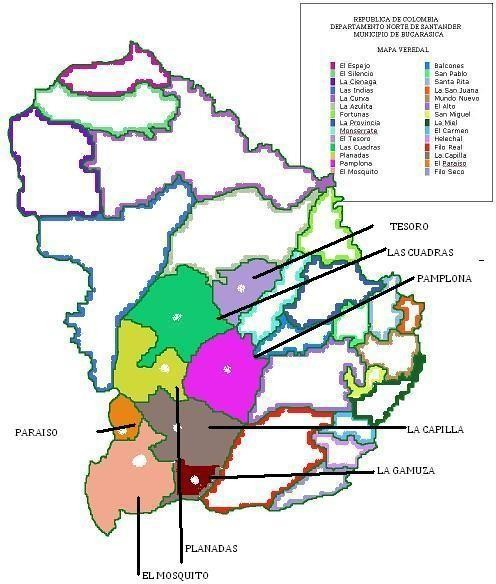 REPUBLICA DE COLOMBIA
DEPARTAMENTO NORTE DE SANTANDER
MUNICIPIO DE BUCARASICA
MAPA VEREDAL
El Espejo
El Silencio
La Cienaga
Las Indias
La Curva
La Azulita
Fortunas
La Provincia
Monserrate
El Tesoro
Las Cuadras
Planadas
Pamplona
El Mosquito
Balcones
San Pablo
Santa Rita
La San Juana
Mundo Nuevo
El Alto
San Miguel
La Miel
El Carmen
Helechal
Filo Real
La Capilla
El Paraiso
Filo Seco
TESORO
LAS CUADRAS
PAMPLONA
PARAISO
LA CAPILLA
LA GAMUZA
PLANADAS
EL MOSQUITO